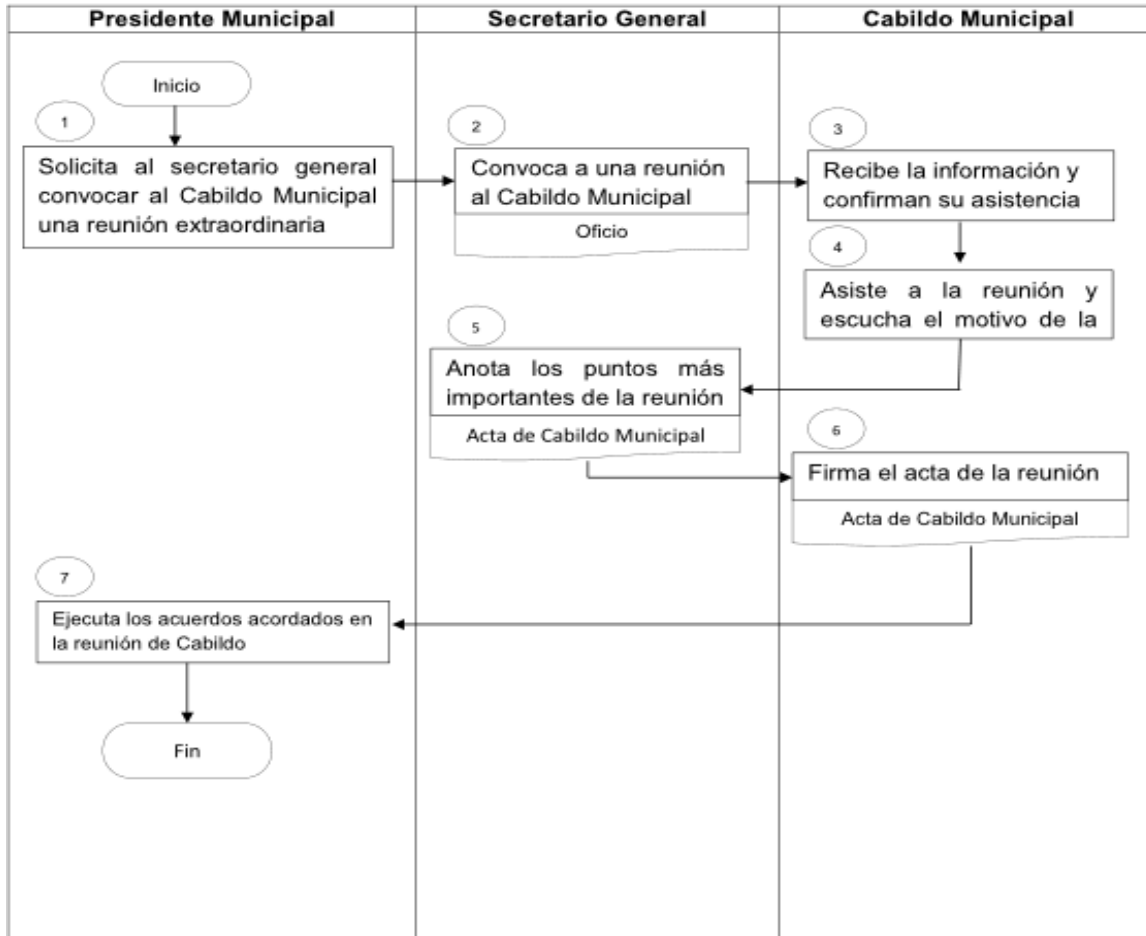 Presidente Municipal
Secretario General
Cabildo Municipal
Inicio
1
Solicita al secretario general
convocar al Cabildo Municipal
una reunión extraordinaria
2
Convoca a una reunión
al Cabildo Municipal
Oficio
3
Recibe la información y
confirman su asistencia
4
Asiste a la reunión y
escucha el motivo de la
5
Anota los puntos más
importantes de la reunión
Acta de Cabildo Municipal
6
Firma el acta de la reunión
Acta de Cabildo Municipal
7
Ejecuta los acuerdos acordados en
la reunión de Cabildo
Fin